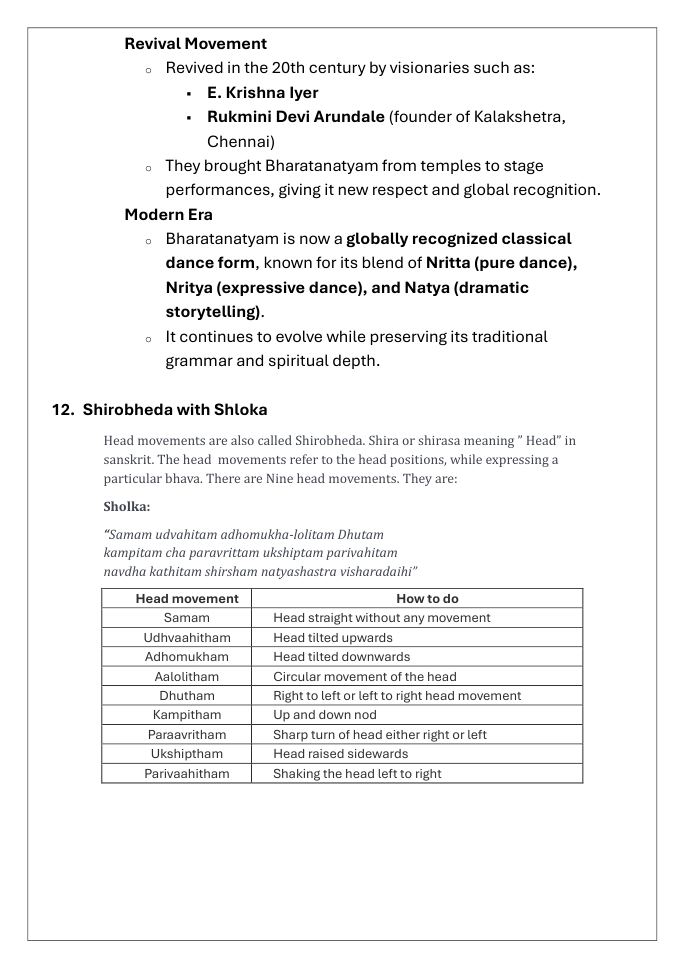 Revival Movement
o Revived in the 20th century by visionaries such as:
▪ E. Krishna Iyer
▪ Rukmini Devi Arundale (founder of Kalakshetra,
Chennai)
o They brought Bharatanatyam from temples to stage
performances, giving it new respect and global recognition.
Modern Era
o Bharatanatyam is now a globally recognized classical
dance form, known for its blend of Nritta (pure dance),
Nritya (expressive dance), and Natya (dramatic
storytelling).
o It continues to evolve while preserving its traditional
grammar and spiritual depth.
12. Shirobheda with Shloka
Head movements are also called Shirobheda. Shira or shirasa meaning ” Head” in
sanskrit. The head movements refer to the head positions, while expressing a
particular bhava. There are Nine head movements. They are:
Sholka:
“Samam udvahitam adhomukha-lolitam Dhutam
kampitam cha paravrittam ukshiptam parivahitam
navdha kathitam shirsham natyashastra visharadaihi”
Head movement How to do
Samam Head straight without any movement
Udhvaahitham Head tilted upwards
Adhomukham Head tilted downwards
Aalolitham Circular movement of the head
Dhutham Right to left or left to right head movement
Kampitham Up and down nod
Paraavritham Sharp turn of head either right or left
Ukshiptham Head raised sidewards
Parivaahitham Shaking the head left to right